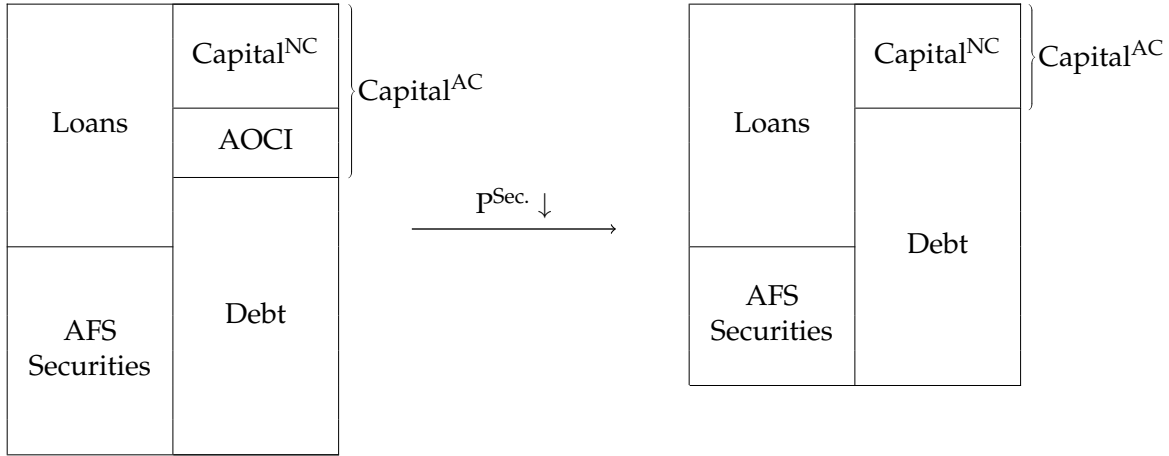 Loans
Capital^NC
AOCI
Capital^AC
AFS
Securities
Debt
P^Sec. ↓
Loans
Capital^NC
Capital^AC
AFS
Securities
Debt